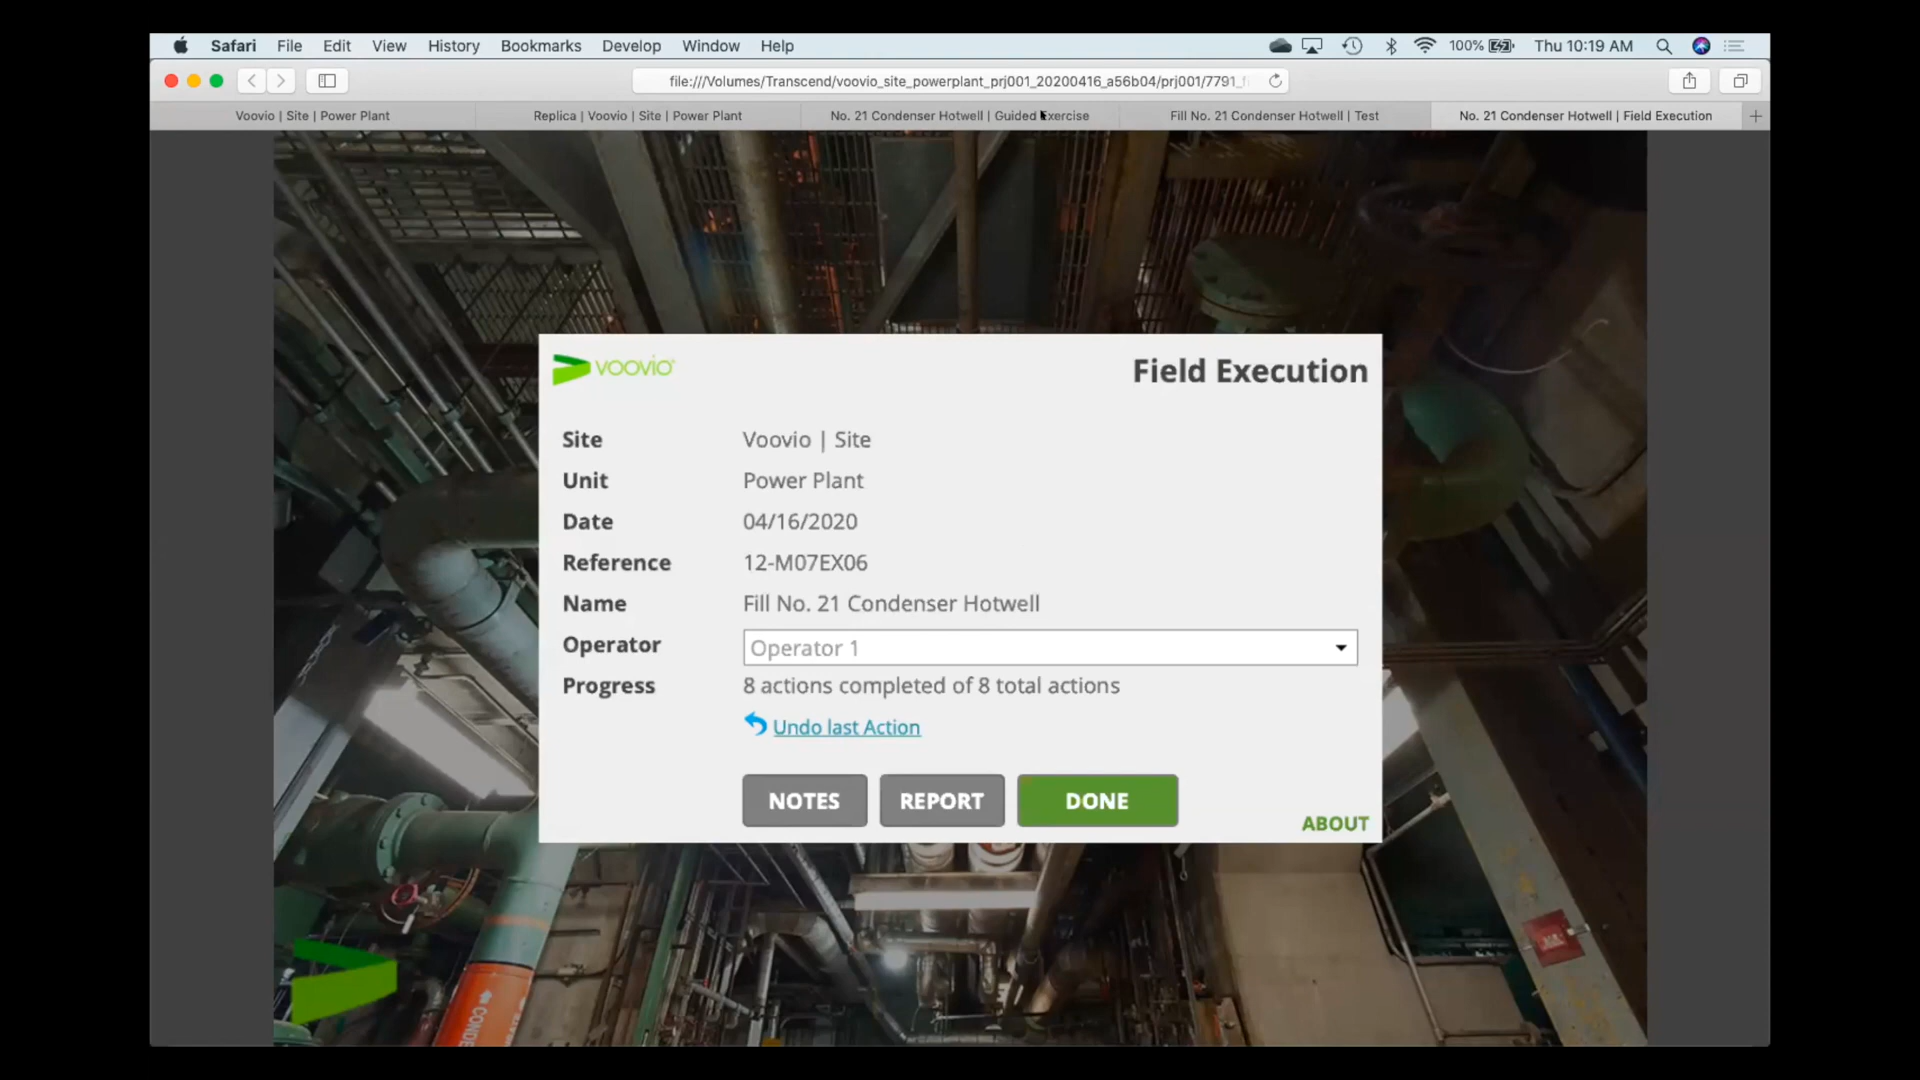 Safari File Edit View History Bookmarks Develop Window Help 100% Thu 10:19 AM
file:///Volumes/Transcend/voovio_site_powerplant_prj001_20200416_a56b04/prj001/7791_f
Voovio | Site | Power Plant Replica | Voovio | Site | Power Plant No. 21 Condenser Hotwell | Guided Exercise Fill No. 21 Condenser Hotwell | Test No. 21 Condenser Hotwell | Field Execution
voovio® Field Execution
Site Voovio | Site
Unit Power Plant
Date 04/16/2020
Reference 12-M07EX06
Name Fill No. 21 Condenser Hotwell
Operator Operator 1
Progress 8 actions completed of 8 total actions
Undo last Action
NOTES REPORT DONE
ABOUT
COND